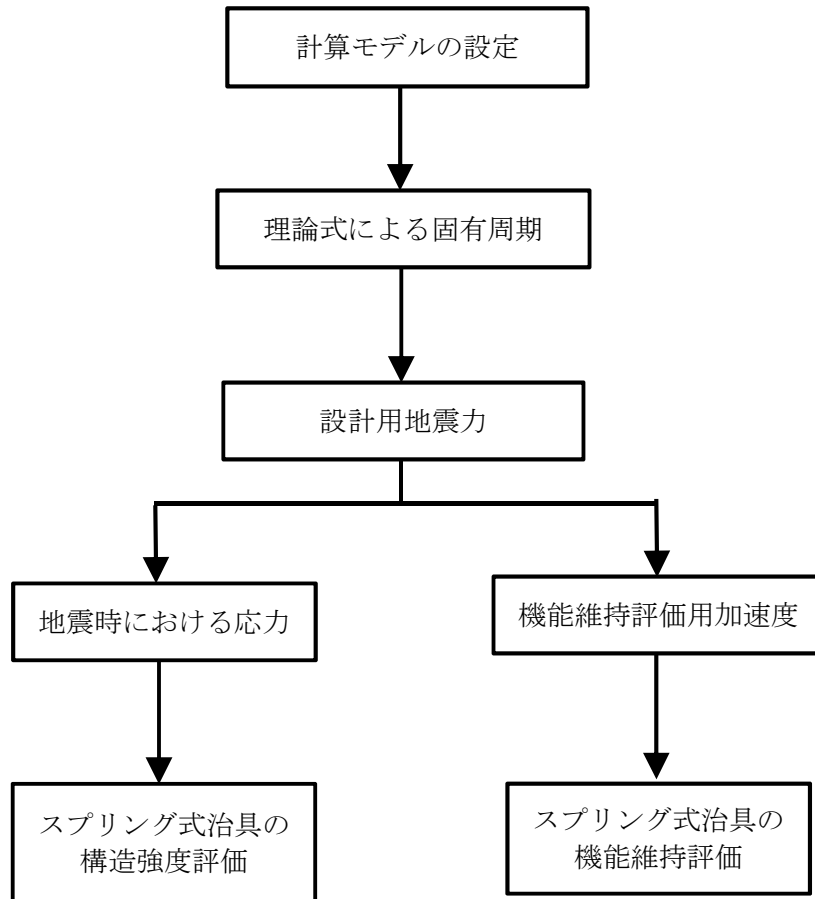 計算モデルの設定
理論式による固有周期
設計用地震力
地震時における応力
機能維持評価用加速度
スプリング式治具の
構造強度評価
スプリング式治具の
機能維持評価